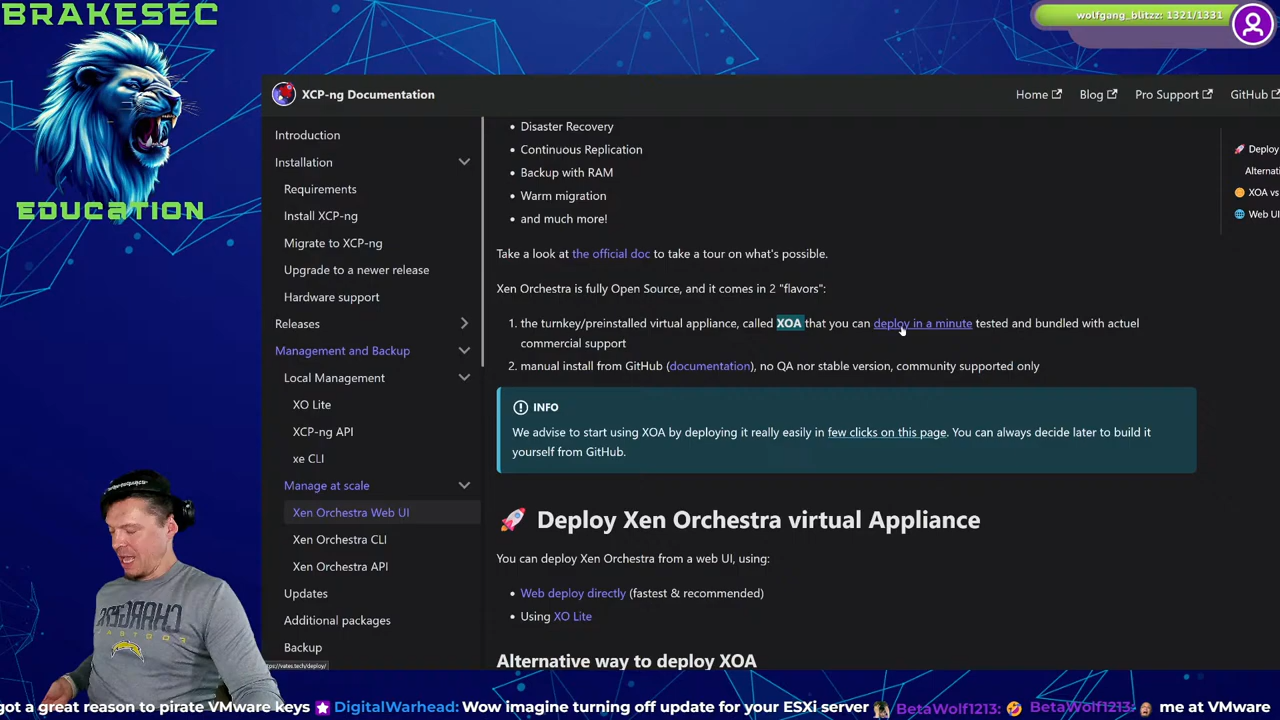 BRAKESEC
EDUCATION
wolfgang_blitzz: 1321/1331
XCP-ng Documentation
Home
Blog
Pro Support
GitHub
Introduction
Installation
Requirements
Install XCP-ng
Migrate to XCP-ng
Upgrade to a newer release
Hardware support
Releases
Management and Backup
Local Management
XO Lite
XCP-ng API
xe CLI
Manage at scale
Xen Orchestra Web UI
Xen Orchestra CLI
Xen Orchestra API
Updates
Additional packages
Backup
https://vates.tech/deploy/
• Disaster Recovery
• Continuous Replication
• Backup with RAM
• Warm migration
• and much more!
Take a look at the official doc to take a tour on what's possible.
Xen Orchestra is fully Open Source, and it comes in 2 "flavors":
1. the turnkey/preinstalled virtual appliance, called XOA that you can deploy in a minute tested and bundled with actuel
commercial support
2. manual install from GitHub (documentation), no QA nor stable version, community supported only
INFO
We advise to start using XOA by deploying it really easily in few clicks on this page. You can always decide later to build it
yourself from GitHub.
🚀 Deploy Xen Orchestra virtual Appliance
You can deploy Xen Orchestra from a web UI, using:
• Web deploy directly (fastest & recommended)
• Using XO Lite
Alternative way to deploy XOA
🚀 Deploy
Alternati
XOA vs
🌐 Web UI
CHARGERS
got a great reason to pirate VMware keys DigitalWarhead: Wow imagine turning off update for your ESXi server BetaWolf1213: 🤣 BetaWolf1213: me at VMware